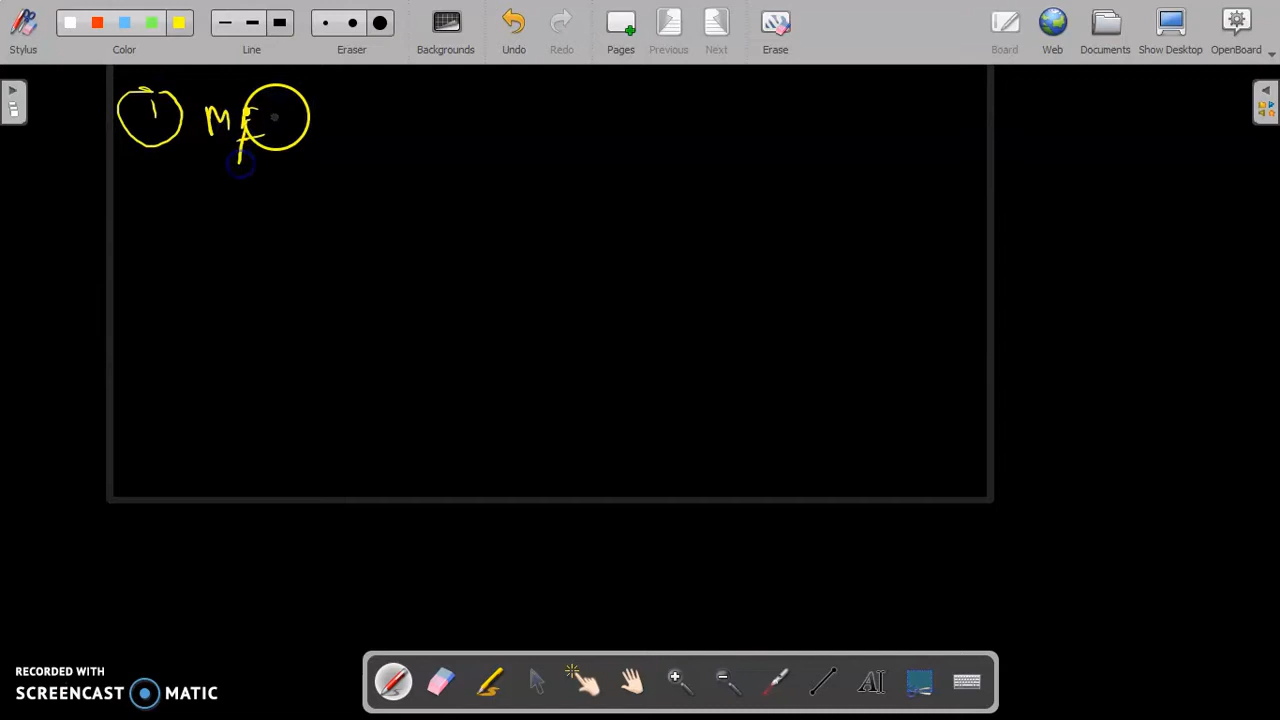 Stylus Color Line Eraser Backgrounds Undo Redo Pages Previous Next Erase Board Web Documents Show Desktop OpenBoard
1 M
RECORDED WITH
SCREENCAST MATIC